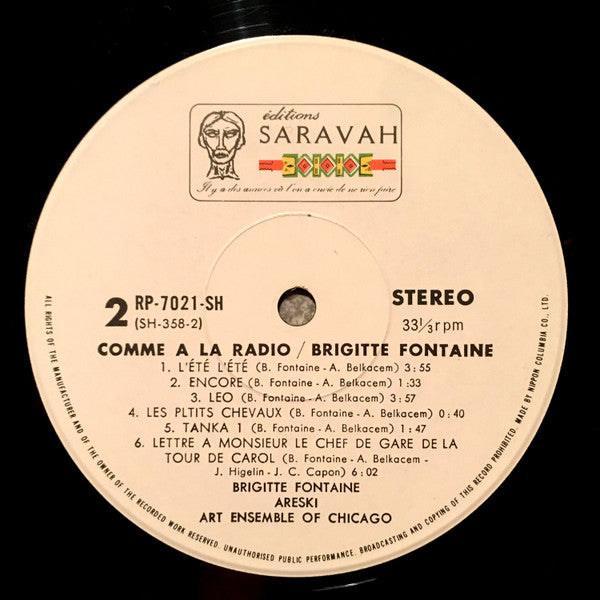 éditions
SARAVAH
Il y a des années où l'on a envie de ne rien faire
2 RP-7021-SH
(SH-358-2)
STEREO
33 1/3 rpm
COMME A LA RADIO / BRIGITTE FONTAINE
1. L'ÉTÉ L'ÉTÉ (B. Fontaine - A. Belkacem) 3:55
2. ENCORE (B. Fontaine - A. Belkacem) 1:33
3. LEO (B. Fontaine - A. Belkacem) 3:57
4. LES PLTITS CHEVAUX (B. Fontaine - A. Belkacem) 0:40
5. TANKA 1 (B. Fontaine - A. Belkacem) 1:47
6. LETTRE A MONSIEUR LE CHEF DE GARE DE LA
TOUR DE CAROL (B. Fontaine - A. Belkacem -
J. Higelin - J. C. Capon) 6:02
BRIGITTE FONTAINE
ARESKI
ART ENSEMBLE OF CHICAGO
ALL RIGHTS OF THE MANUFACTURER AND OF THE OWNER OF THE RECORDED WORK RESERVED. UNAUTHORISED PUBLIC PERFORMANCE. BROADCASTING AND COPYING OF THIS RECORD PROHIBITED. MADE BY NIPPON COLUMBIA CO., LTD.